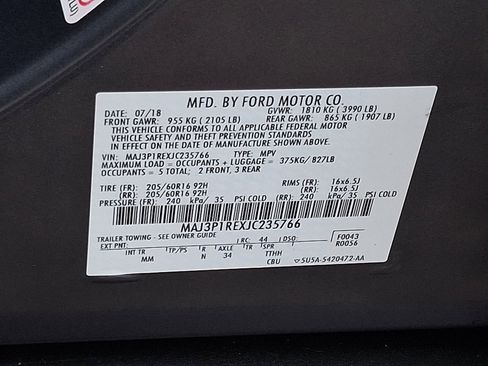 MFD. BY FORD MOTOR CO.
DATE: 07/18 GVWR: 1810 KG ( 3990 LB)
FRONT GAWR: 955 KG ( 2105 LB) REAR GAWR: 865 KG ( 1907 LB)
THIS VEHICLE CONFORMS TO ALL APPLICABLE FEDERAL MOTOR
VEHICLE SAFETY AND THEFT PREVENTION STANDARDS
IN EFFECT ON THE DATE OF MANUFACTURE SHOWN ABOVE.
VIN: MAJ3P1REXJC235766 TYPE: MPV
MAXIMUM LOAD = OCCUPANTS + LUGGAGE = 375KG/ 827LB
OCCUPANTS = 5 TOTAL; 2 FRONT, 3 REAR
TIRE (FR): 205/60R16 92H RIMS (FR): 16x6.5J
TIRE (RR): 205/60R16 92H RIMS (RR): 16x6.5J
PRESSURE (FR): 240 kPa/ 35 PSI COLD (RR): 240 kPa/ 35 PSI COLD
MAJ3P1REXJC235766
TRAILER TOWING - SEE OWNER GUIDE
EXT PNT: RC: 44 DSO: F0043
R0056
INT TR TP/PS R AXLE TR SPR
MM N 34 TTHH
CBU 5U5A-5420472-AA